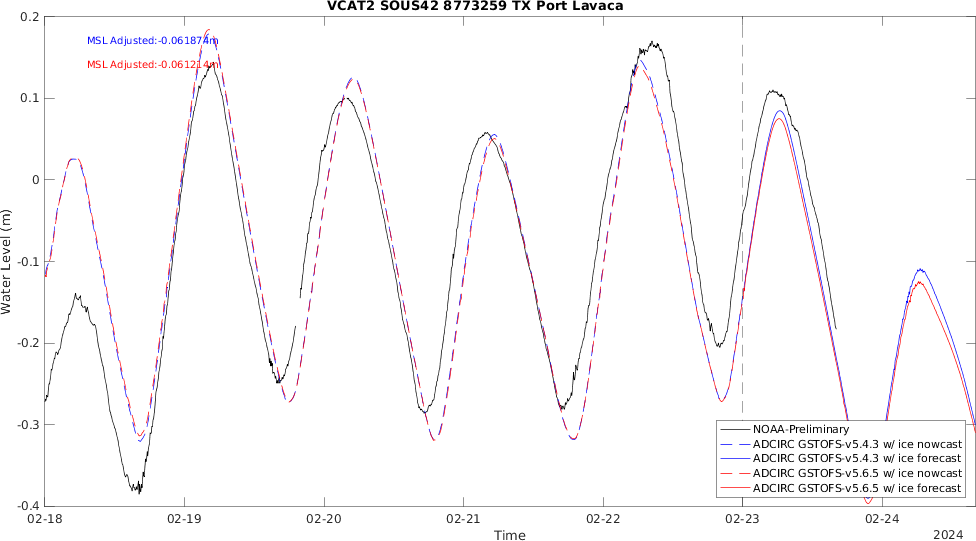 VCAT2 SOUS42 8773259 TX Port Lavaca
MSL Adjusted:-0.061874m
MSL Adjusted:-0.061214m
0.2
0.1
0
-0.1
-0.2
-0.3
-0.4
Water Level (m)
NOAA-Preliminary
ADCIRC GSTOFS-v5.4.3 w/ ice nowcast
ADCIRC GSTOFS-v5.4.3 w/ ice forecast
ADCIRC GSTOFS-v5.6.5 w/ ice nowcast
ADCIRC GSTOFS-v5.6.5 w/ ice forecast
02-18 02-19 02-20 02-21 02-22 02-23 02-24
Time
2024